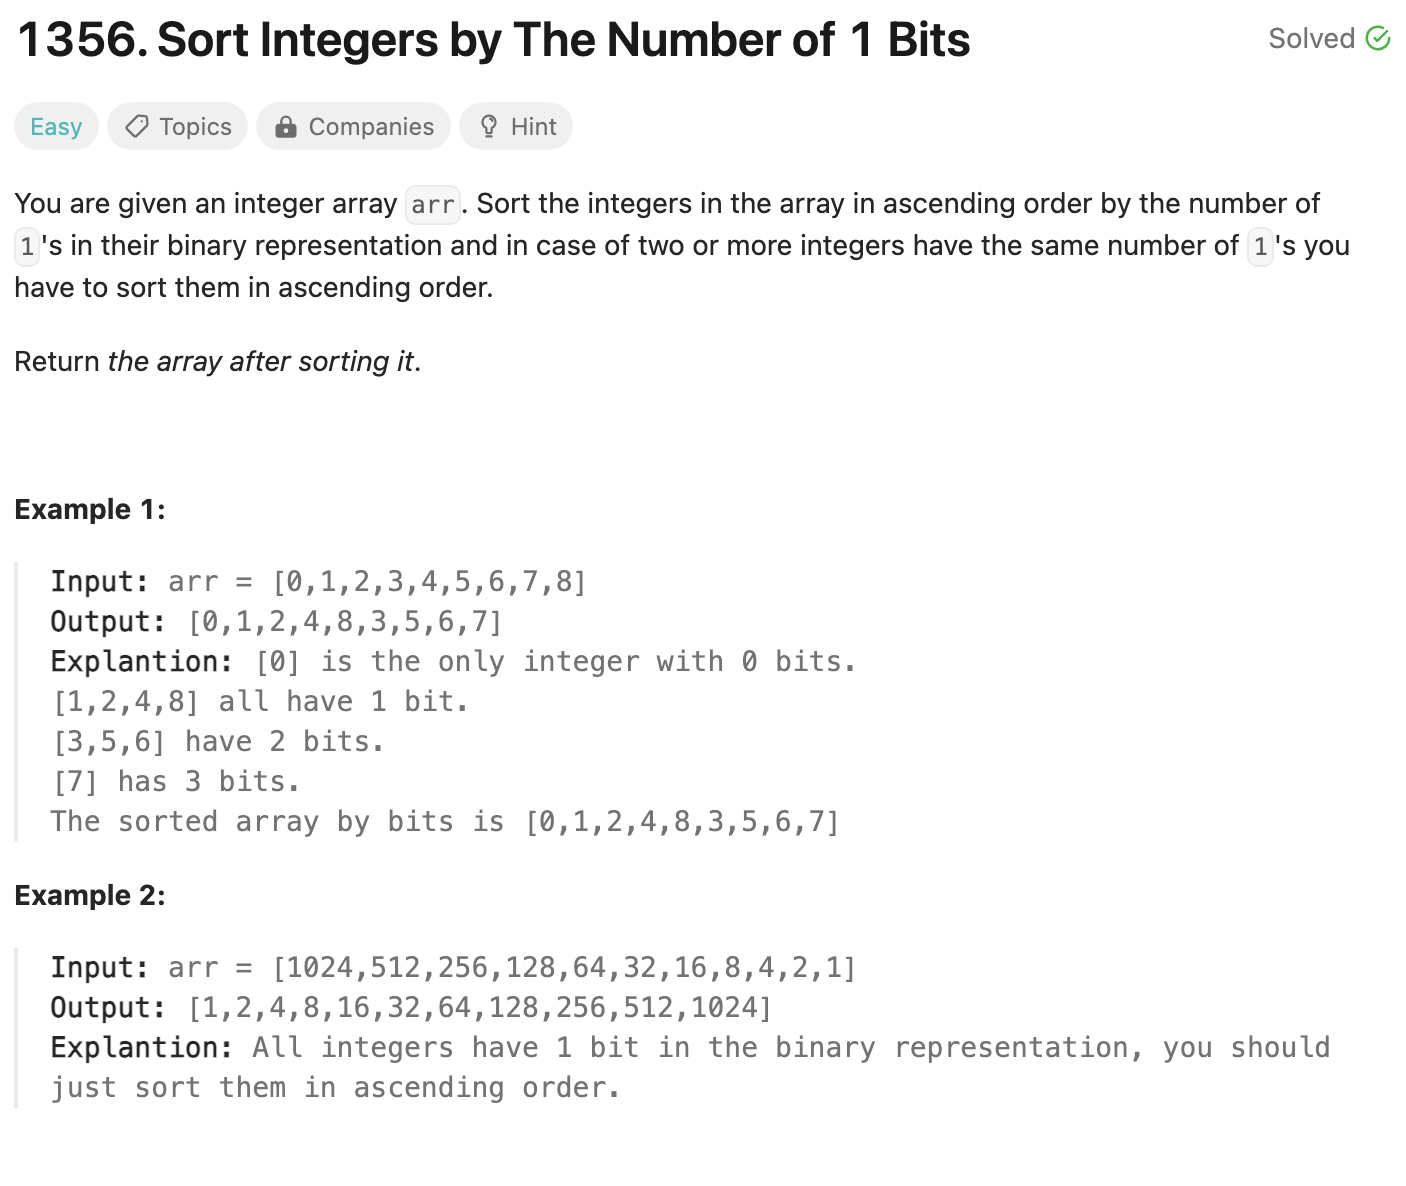 1356. Sort Integers by The Number of 1 Bits
Solved
Easy
Topics
Companies
Hint
You are given an integer array arr. Sort the integers in the array in ascending order by the number of
1's in their binary representation and in case of two or more integers have the same number of 1's you
have to sort them in ascending order.
Return the array after sorting it.
Example 1:
Input: arr = [0,1,2,3,4,5,6,7,8]
Output: [0,1,2,4,8,3,5,6,7]
Explantion: [0] is the only integer with 0 bits.
[1,2,4,8] all have 1 bit.
[3,5,6] have 2 bits.
[7] has 3 bits.
The sorted array by bits is [0,1,2,4,8,3,5,6,7]
Example 2:
Input: arr = [1024,512,256,128,64,32,16,8,4,2,1]
Output: [1,2,4,8,16,32,64,128,256,512,1024]
Explantion: All integers have 1 bit in the binary representation, you should
just sort them in ascending order.